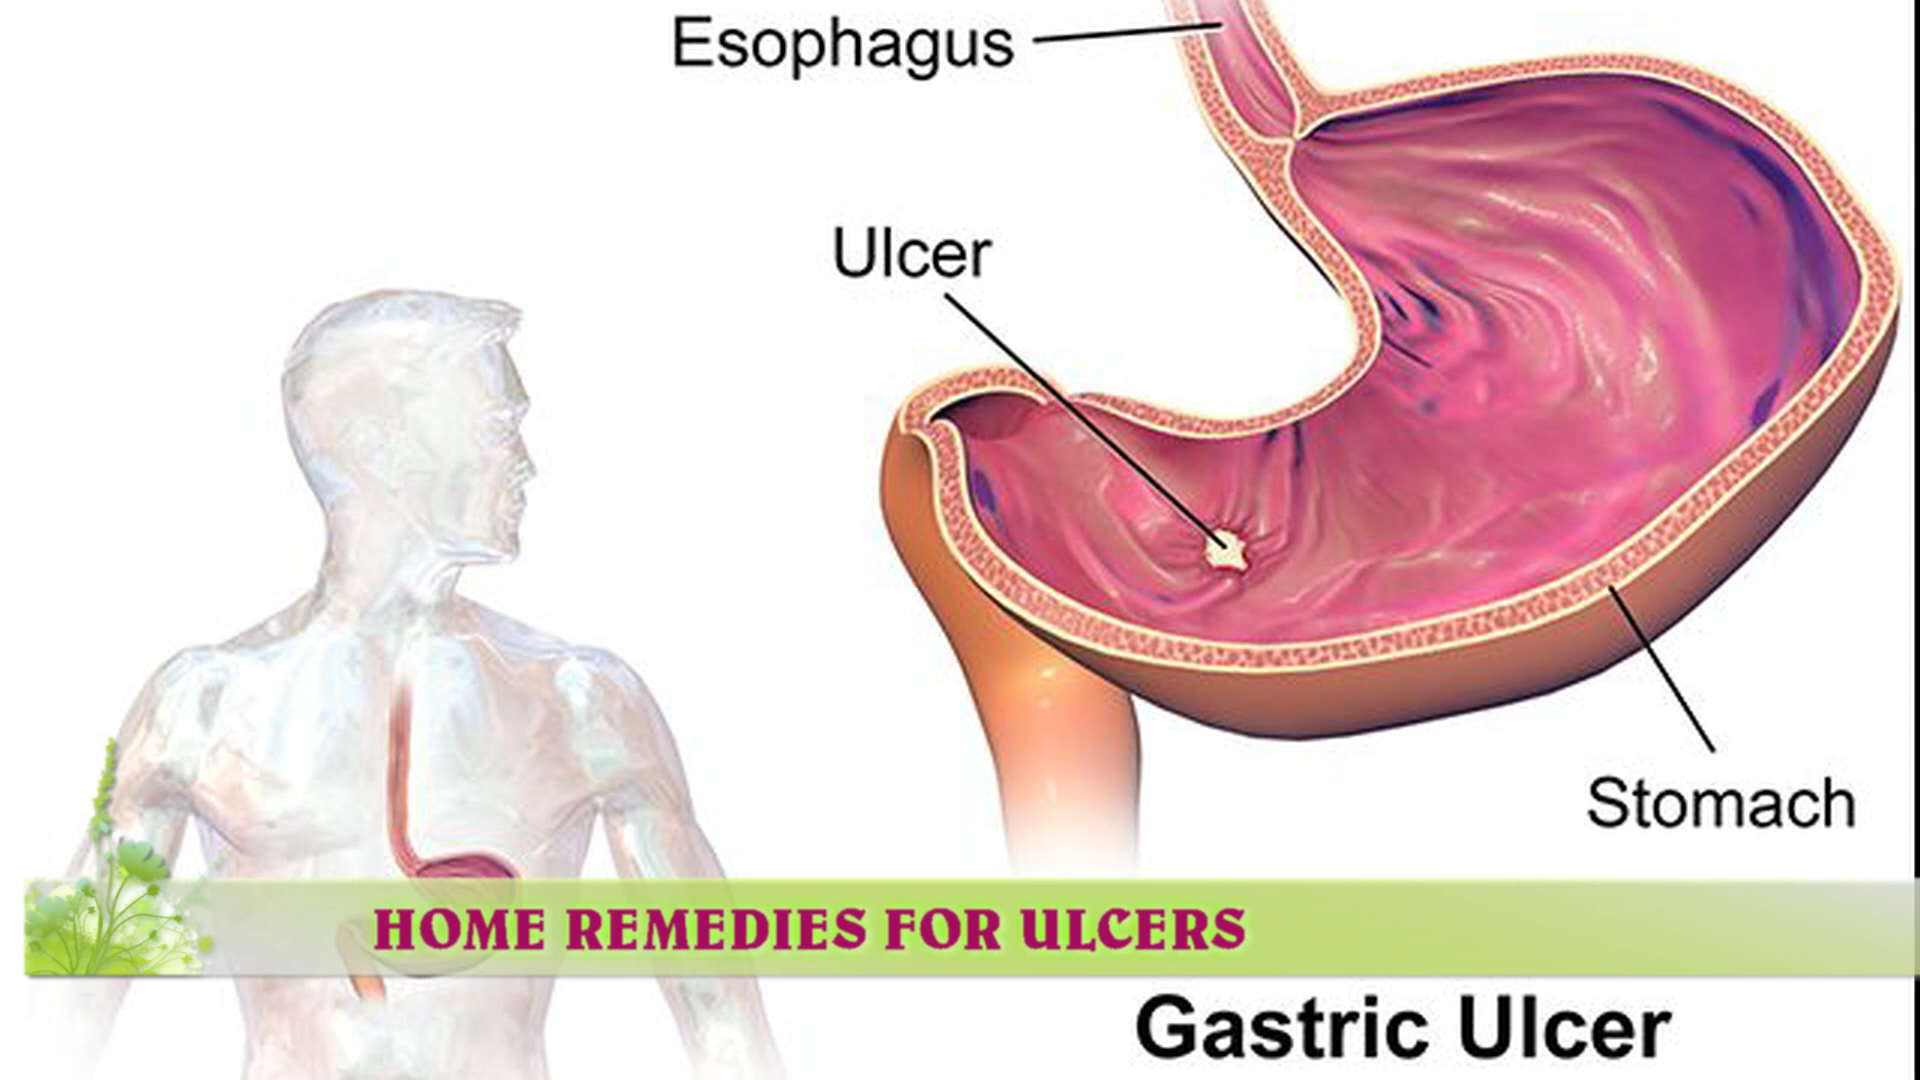 Esophagus
Ulcer
Stomach
HOME REMEDIES FOR ULCERS
Gastric Ulcer